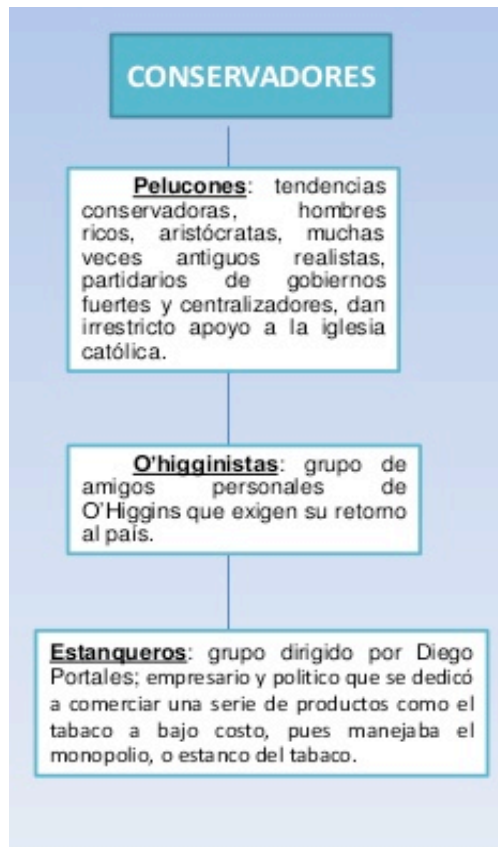 CONSERVADORES
Pelucones: tendencias
conservadoras, hombres
ricos, aristócratas, muchas
veces antiguos realistas,
partidarios de gobiernos
fuertes y centralizadores, dan
irrestricto apoyo a la iglesia
católica.
O'higginistas: grupo de
amigos personales de
O'Higgins que exigen su retorno
al país.
Estanqueros: grupo dirigido por Diego
Portales; empresario y politico que se dedicó
a comerciar una serie de productos como el
tabaco a bajo costo, pues manejaba el
monopolio, o estanco del tabaco.